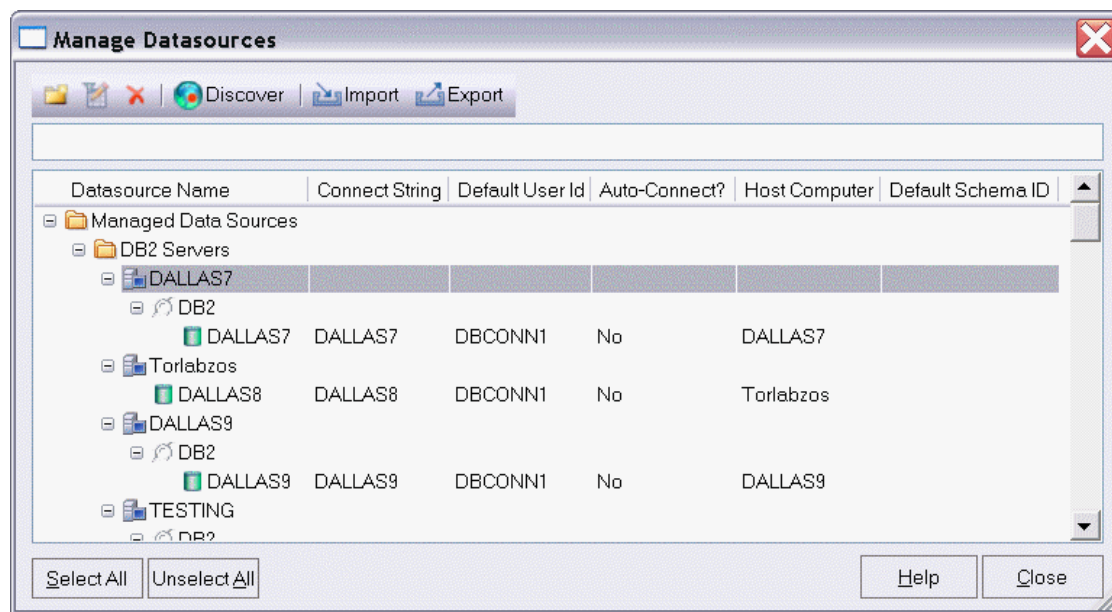 Manage Datasources
Discover Import Export
Datasource Name Connect String Default User Id Auto-Connect? Host Computer Default Schema ID
Managed Data Sources
DB2 Servers
DALLAS7
DB2
DALLAS7 DALLAS7 DBCONN1 No DALLAS7
Torlabzos
DALLAS8 DALLAS8 DBCONN1 No Torlabzos
DALLAS9
DB2
DALLAS9 DALLAS9 DBCONN1 No DALLAS9
TESTING
DB2
Select All Unselect All Help Close